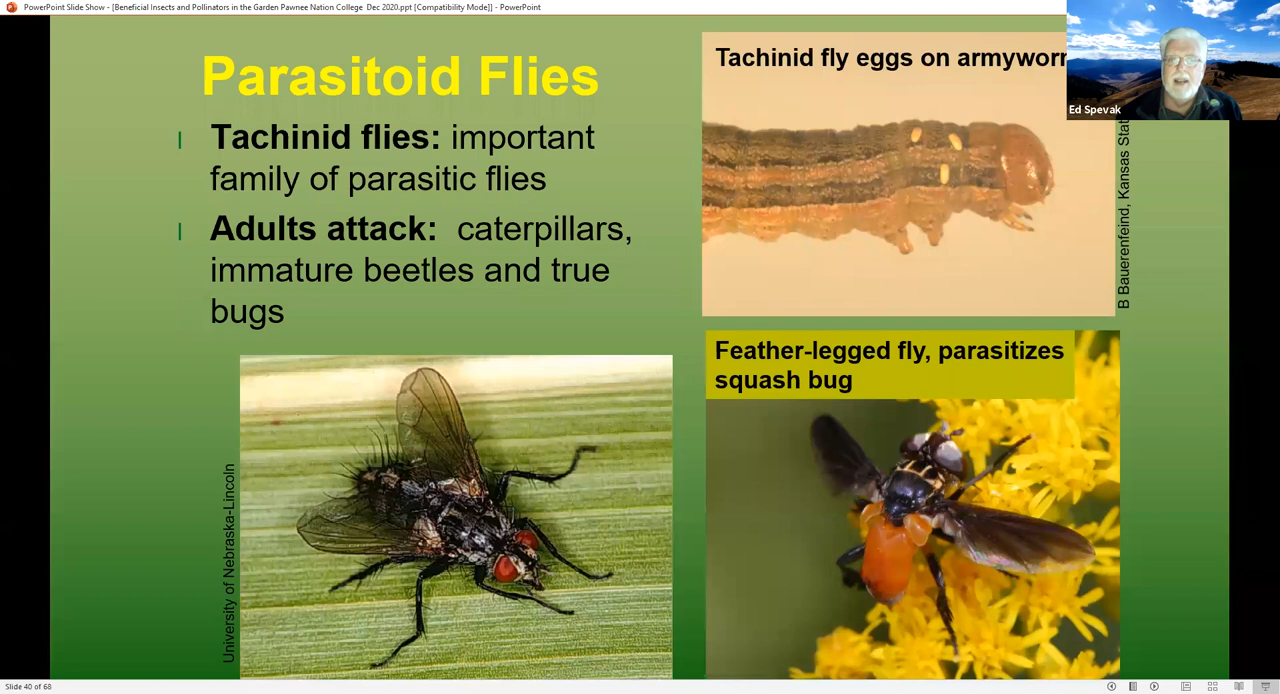 PowerPoint Slide Show - [Beneficial Insects and Pollinators in the Garden Pawnee Nation College Dec 2020.ppt [Compatibility Mode]] - PowerPoint
Parasitoid Flies
Tachinid flies: important
family of parasitic flies
Adults attack: caterpillars,
immature beetles and true
bugs
Tachinid fly eggs on armyworm
Ed Spevak
B Bauerenfeind, Kansas Stat
Feather-legged fly, parasitizes
squash bug
University of Nebraska-Lincoln
Slide 40 of 68